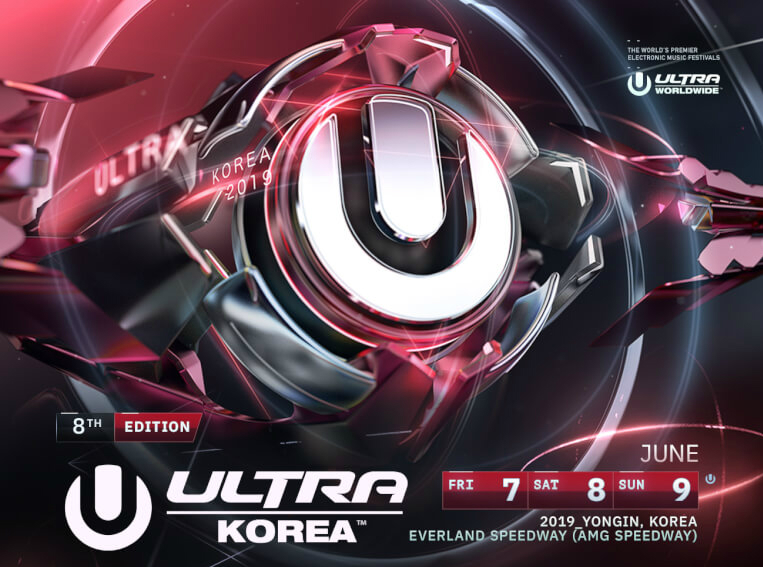 THE WORLD'S PREMIER
ELECTRONIC MUSIC FESTIVALS
ULTRA
WORLDWIDE™
ULTRA
KOREA
2019
8TH EDITION
ULTRA
KOREA™
JUNE
FRI 7 SAT 8 SUN 9
2019_YONGIN, KOREA
EVERLAND SPEEDWAY (AMG SPEEDWAY)